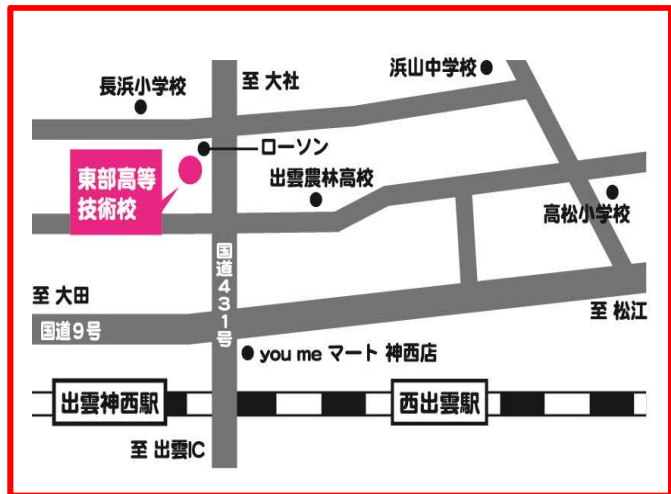 浜山中学校
至 大社
長浜小学校
ローソン
東部高等
技術校
出雲農林高校
高松小学校
国道431号
至 大田
国道9号
至 松江
you me マート 神西店
出雲神西駅
西出雲駅
至 出雲IC